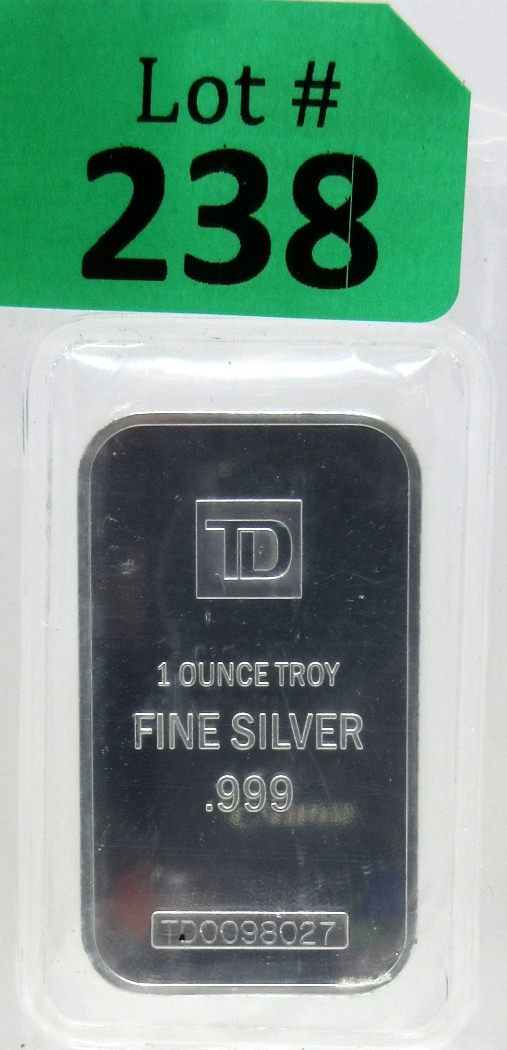 Lot #
238
TD
1 OUNCE TROY
FINE SILVER
.999
TD0098027